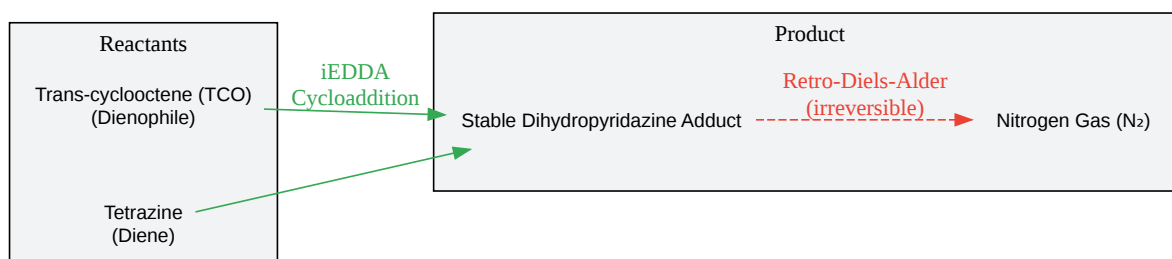 Reactants
Trans-cyclooctene (TCO)
(Dienophile)
Tetrazine
(Diene)
iEDDA
Cycloaddition
Product
Stable Dihydropyridazine Adduct
Retro-Diels-Alder
(irreversible)
Nitrogen Gas (N₂)